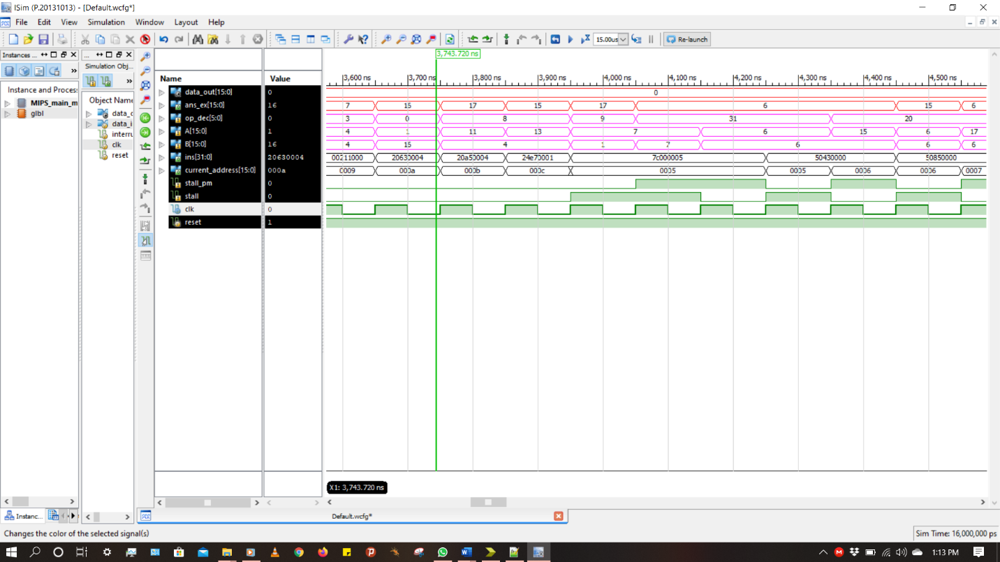 ISim (P.20131013) - [Default.wcfg*]
File Edit View Simulation Window Layout Help
15.00us Re-launch
Instances ...
...
Simulation Obj...
Instance and Process
MIPS_main_m
glbl
Object Name
data_o
data_i
interru
clk
reset
Name Value
3,743.720 ns
3,600 ns 3,700 ns 3,800 ns 3,900 ns 4,000 ns 4,100 ns 4,200 ns 4,300 ns 4,400 ns 4,500 ns
data_out[15:0] 0 0
ans_ex[15:0] 16 7 15 17 15 17 6 15 6
op_dec[5:0] 0 3 0 8 9 31 20
A[15:0] 1 4 1 11 13 7 6 15 6 17
B[15:0] 16 4 15 4 1 7 6 6 6
ins[31:0] 20630004 00211000 20630004 20a50004 24e70001 7c000005 50430000 50850000
current_address[15:0] 000a 0009 000a 000b 000c 0005 0005 0006 0006 0007
stall_pm 0
stall 0
clk 0
reset 1
X1: 3,743.720 ns
Instanc...
Default.wcfg*
Changes the color of the selected signal(s)
Sim Time: 16,000,000 ps
1:13 PM